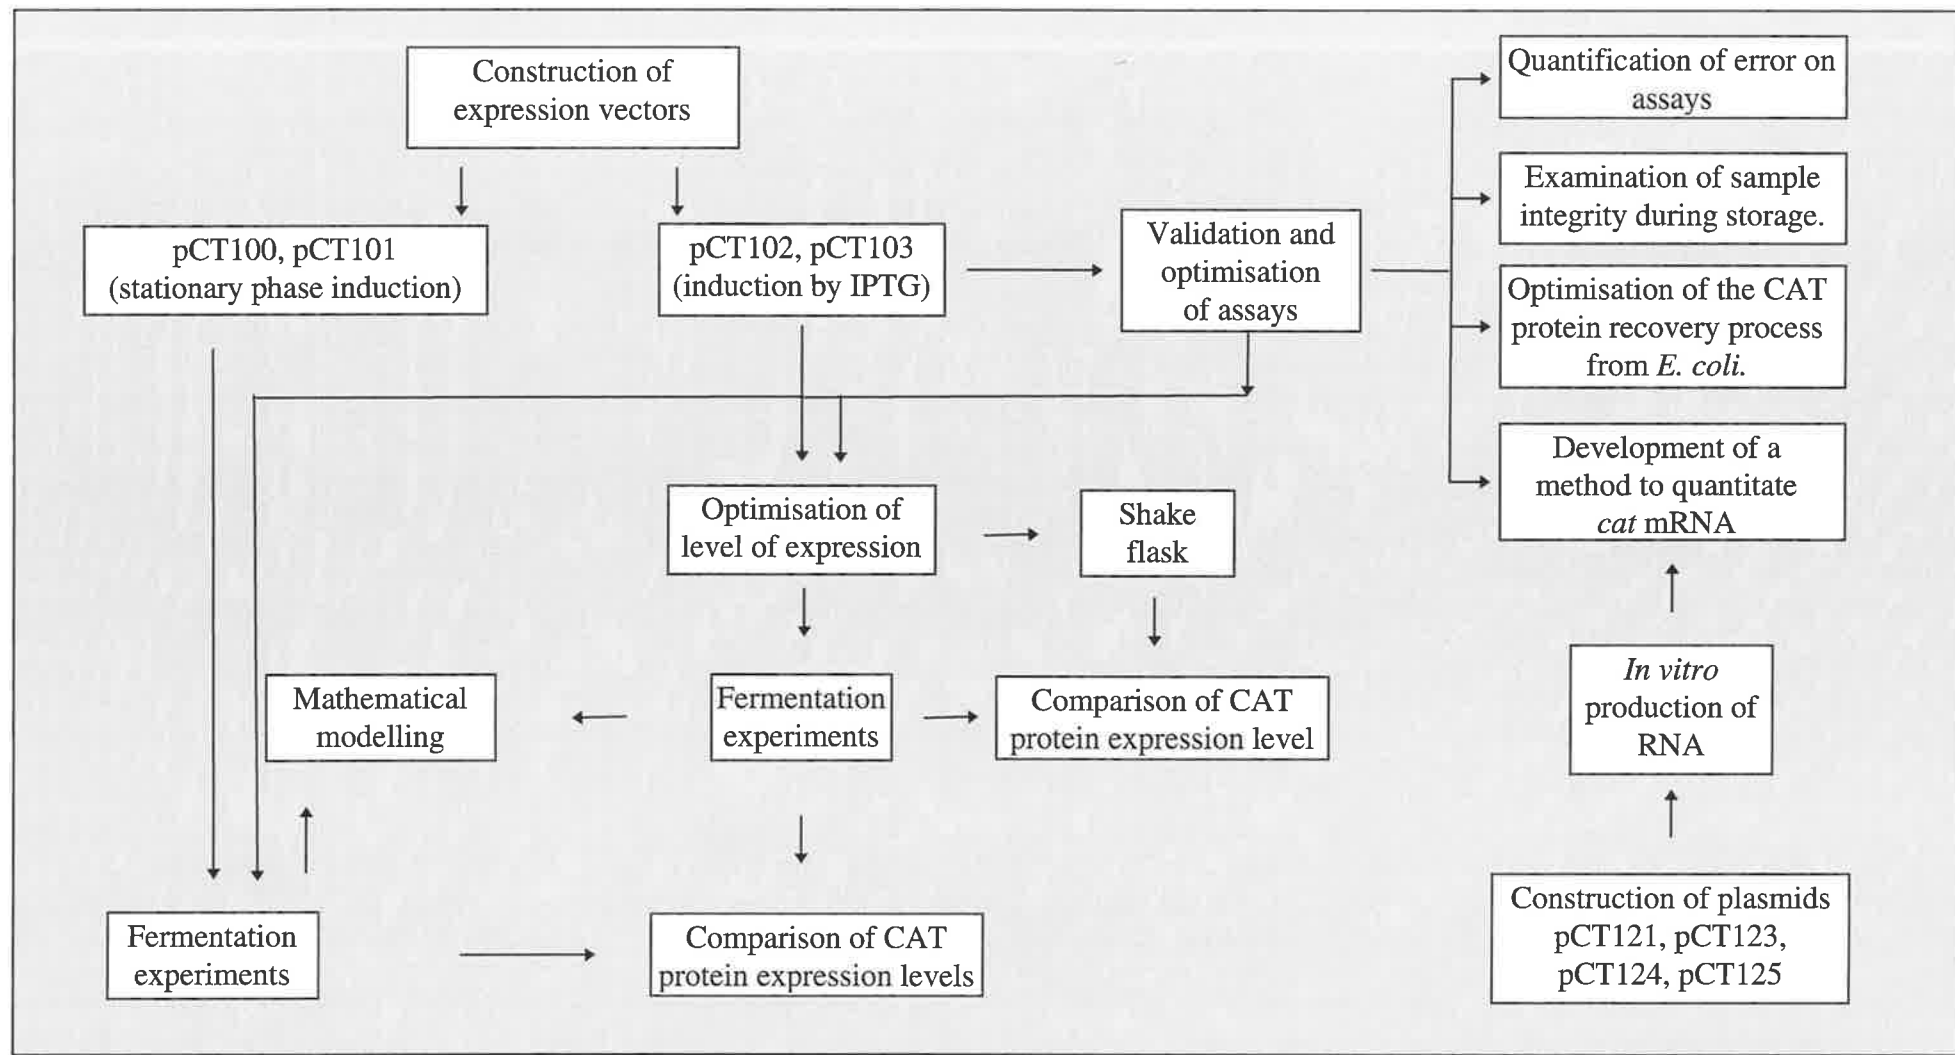 Construction of
expression vectors
Quantification of error on
assays
Examination of sample
integrity during storage.
pCT100, pCT101
(stationary phase induction)
pCT102, pCT103
(induction by IPTG)
Validation and
optimisation
of assays
Optimisation of the CAT
protein recovery process
from E. coli.
Development of a
method to quantitate
cat mRNA
Optimisation of
level of expression
Shake
flask
Mathematical
modelling
Fermentation
experiments
Comparison of CAT
protein expression level
In vitro
production of
RNA
Fermentation
experiments
Comparison of CAT
protein expression levels
Construction of plasmids
pCT121, pCT123,
pCT124, pCT125